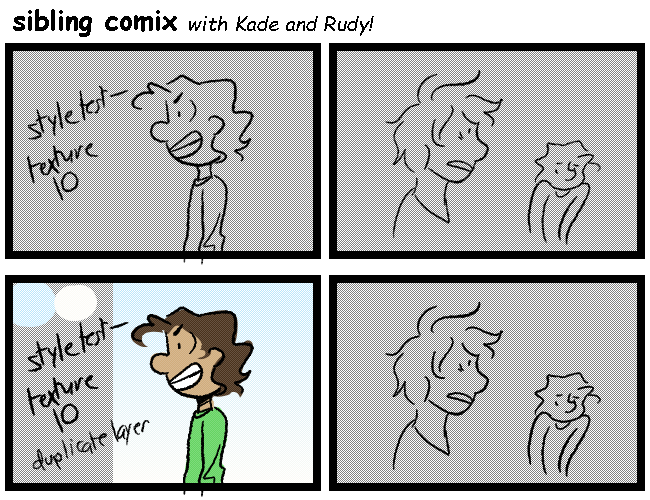 sibling comix with Kade and Rudy!
style test—
texture
10
style test—
texture
10
duplicate layer